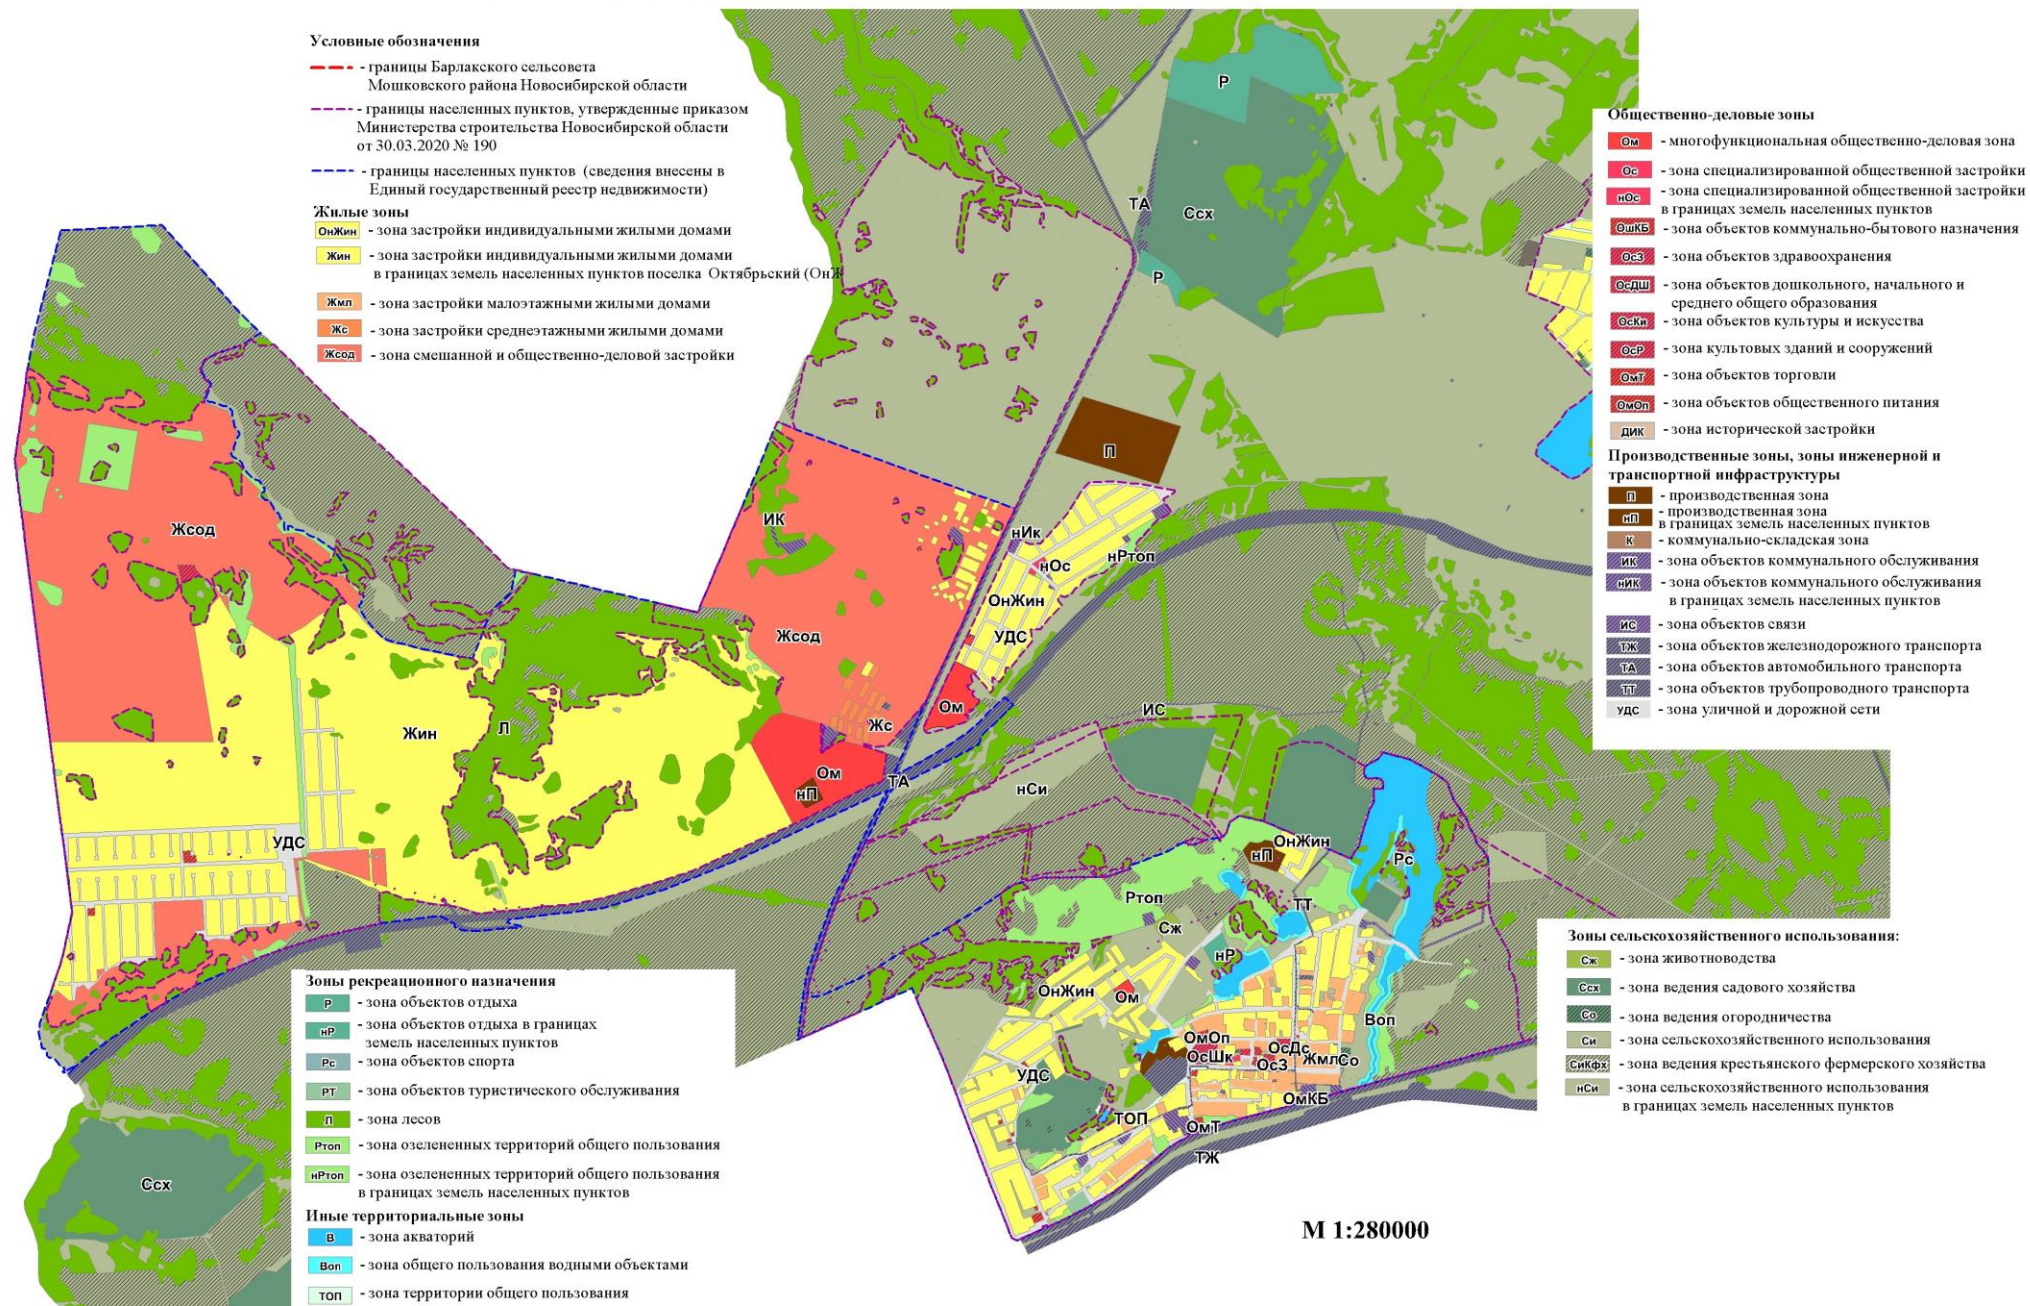 Условные обозначения
- границы Барлакского сельсовета
Мошковского района Новосибирской области
- границы населенных пунктов, утвержденные приказом
Министерства строительства Новосибирской области
от 30.03.2020 № 190
- границы населенных пунктов (сведения внесены в
Единый государственный реестр недвижимости)
Жилые зоны
ОнЖин - зона застройки индивидуальными жилыми домами
Жин - зона застройки индивидуальными жилыми домами
в границах земель населенных пунктов поселка Октябрьский (ОнЖ
Жмл - зона застройки малоэтажными жилыми домами
Жс - зона застройки среднеэтажными жилыми домами
Жсод - зона смешанной и общественно-деловой застройки
Общественно-деловые зоны
Ом - многофункциональная общественно-деловая зона
Ос - зона специализированной общественной застройки
нОс - зона специализированной общественной застройки
в границах земель населенных пунктов
ОшКБ - зона объектов коммунально-бытового назначения
ОсЗ - зона объектов здравоохранения
ОсДШ - зона объектов дошкольного, начального и
среднего общего образования
ОсКи - зона объектов культуры и искусства
ОсР - зона культовых зданий и сооружений
ОмТ - зона объектов торговли
ОмОп - зона объектов общественного питания
ДИК - зона исторической застройки
Производственные зоны, зоны инженерной и
транспортной инфраструктуры
П - производственная зона
нП - производственная зона
в границах земель населенных пунктов
К - коммунально-складская зона
ИК - зона объектов коммунального обслуживания
нИК - зона объектов коммунального обслуживания
в границах земель населенных пунктов
ИС - зона объектов связи
ТЖ - зона объектов железнодорожного транспорта
ТА - зона объектов автомобильного транспорта
ТТ - зона объектов трубопроводного транспорта
УДС - зона уличной и дорожной сети
Р
ТА
Ссх
Р
П
ИК
нИк
нРтоп
нОс
ОнЖин
УДС
Жсод
Жсод
Ом
ИС
Жс
Л
Жин
Ом
ТА
нП
нСи
УДС
ОнЖин
нП
Рс
Ртоп
ТТ
Сж
нР
ОнЖин
Ом
Воп
ОмОп
ОсШк
ОсДс
ОсЗ
Жмл
Со
УДС
ОмКБ
ТОП
ОмТ
ТЖ
Ссх
М 1:280000
Зоны рекреационного назначения
Р - зона объектов отдыха
нР - зона объектов отдыха в границах
земель населенных пунктов
Рс - зона объектов спорта
РТ - зона объектов туристического обслуживания
Л - зона лесов
Ртоп - зона озелененных территорий общего пользования
нРтоп - зона озелененных территорий общего пользования
в границах земель населенных пунктов
Иные территориальные зоны
В - зона акваторий
Воп - зона общего пользования водными объектами
ТОП - зона территории общего пользования
Зоны сельскохозяйственного использования:
Сж - зона животноводства
Ссх - зона ведения садового хозяйства
Со - зона ведения огородничества
Си - зона сельскохозяйственного использования
СиКфх - зона ведения крестьянского фермерского хозяйства
нСи - зона сельскохозяйственного использования
в границах земель населенных пунктов